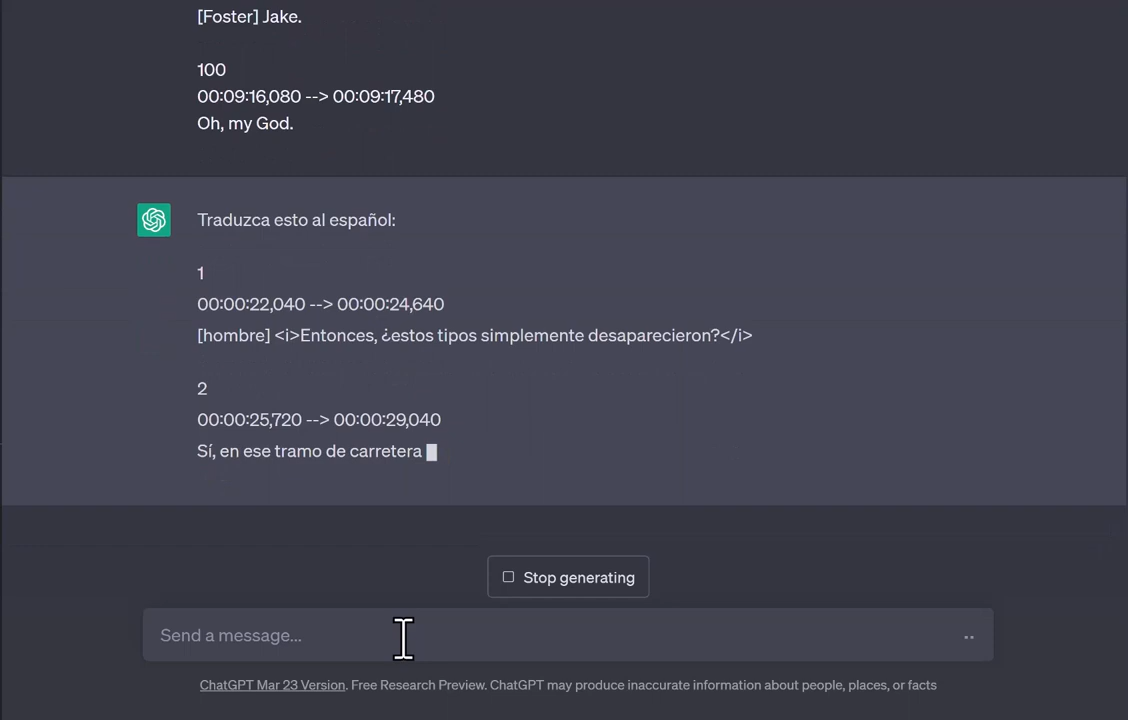 [Foster] Jake.
100
00:09:16,080 --> 00:09:17,480
Oh, my God.
Traduzca esto al español:
1
00:00:22,040 --> 00:00:24,640
[hombre] <i>Entonces, ¿estos tipos simplemente desaparecieron?</i>
2
00:00:25,720 --> 00:00:29,040
Sí, en ese tramo de carretera
Stop generating
Send a message...
ChatGPT Mar 23 Version. Free Research Preview. ChatGPT may produce inaccurate information about people, places, or facts